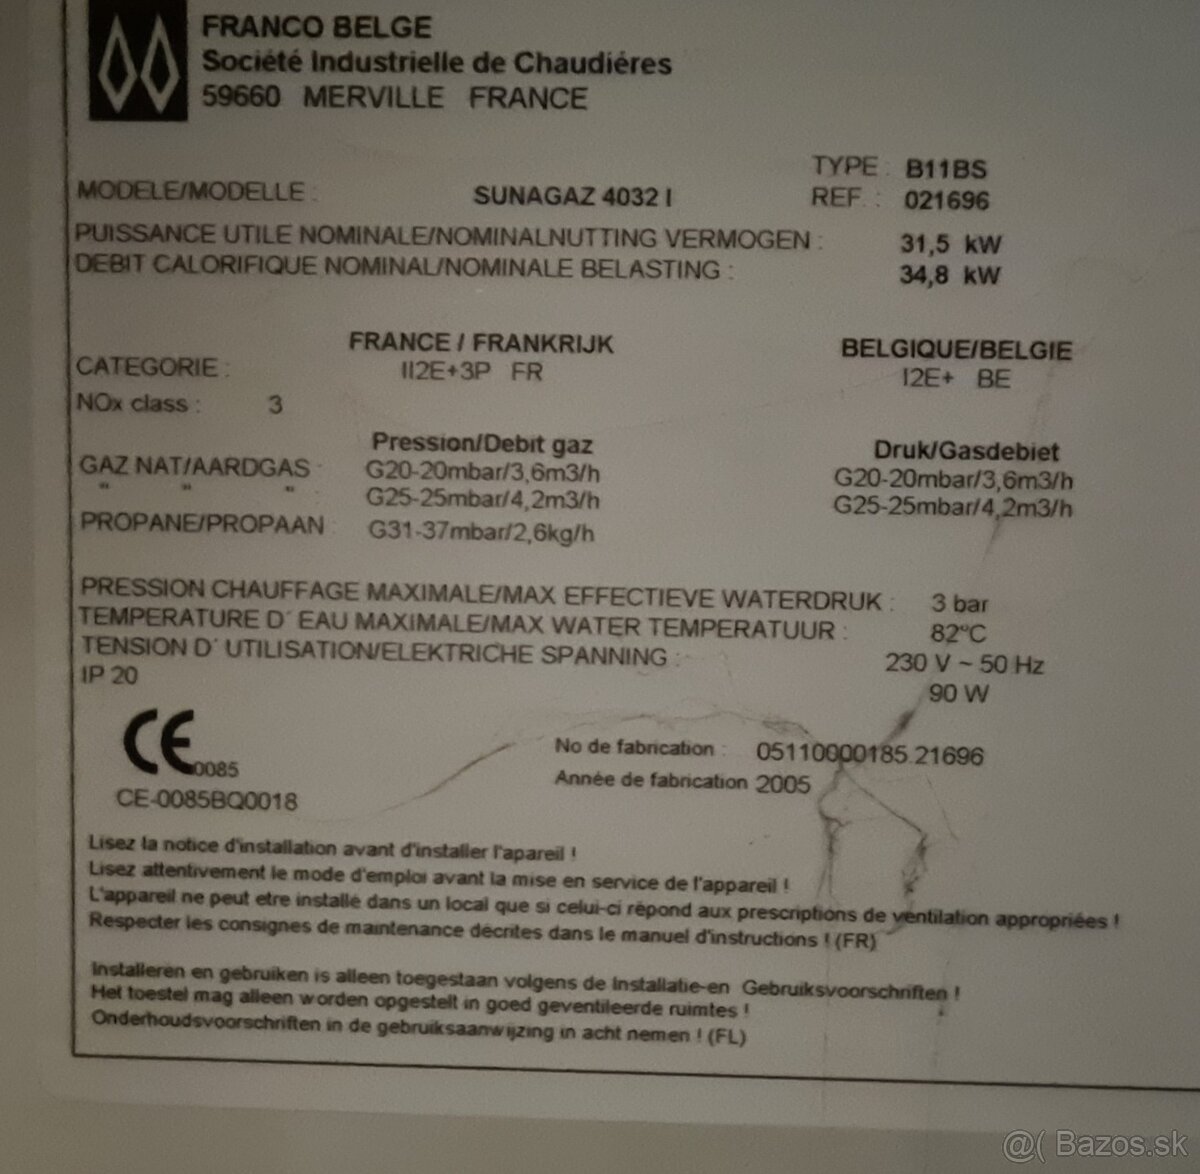 FRANCO BELGE
Société Industrielle de Chaudiéres
59660 MERVILLE FRANCE
TYPE : B11BS
MODELE/MODELLE : SUNAGAZ 4032 I REF. : 021696
PUISSANCE UTILE NOMINALE/NOMINALNUTTING VERMOGEN : 31,5 kW
DEBIT CALORIFIQUE NOMINAL/NOMINALE BELASTING : 34,8 kW
FRANCE / FRANKRIJK BELGIQUE/BELGIE
CATEGORIE : II2E+3P FR I2E+ BE
NOx class : 3
Pression/Debit gaz Druk/Gasdebiet
GAZ NAT/AARDGAS : G20-20mbar/3,6m3/h G20-20mbar/3,6m3/h
" " " : G25-25mbar/4,2m3/h G25-25mbar/4,2m3/h
PROPANE/PROPAAN G31-37mbar/2,6kg/h
PRESSION CHAUFFAGE MAXIMALE/MAX EFFECTIEVE WATERDRUK : 3 bar
TEMPERATURE D´ EAU MAXIMALE/MAX WATER TEMPERATUUR : 82°C
TENSION D´ UTILISATION/ELEKTRICHE SPANNING : 230 V ~ 50 Hz
IP 20 90 W
CE 0085
CE-0085BQ0018
No de fabrication : 05110000185 21696
Année de fabrication 2005
Lisez la notice d'installation avant d'installer l'apareil !
Lisez attentivement le mode d'emploi avant la mise en service de l'appareil !
L'appareil ne peut etre installé dans un local que si celui-ci répond aux prescriptions de ventilation appropriées !
Respecter les consignes de maintenance décrites dans le manuel d'instructions ! (FR)
Installeren en gebruiken is alleen toegestaan volgens de Installatie-en Gebruiksvoorschriften !
Het toestel mag alleen worden opgestelt in goed geventileerde ruimtes !
Onderhoudsvoorschriften in de gebruiksaanwijzing in acht nemen ! (FL)
@( Bazos.sk